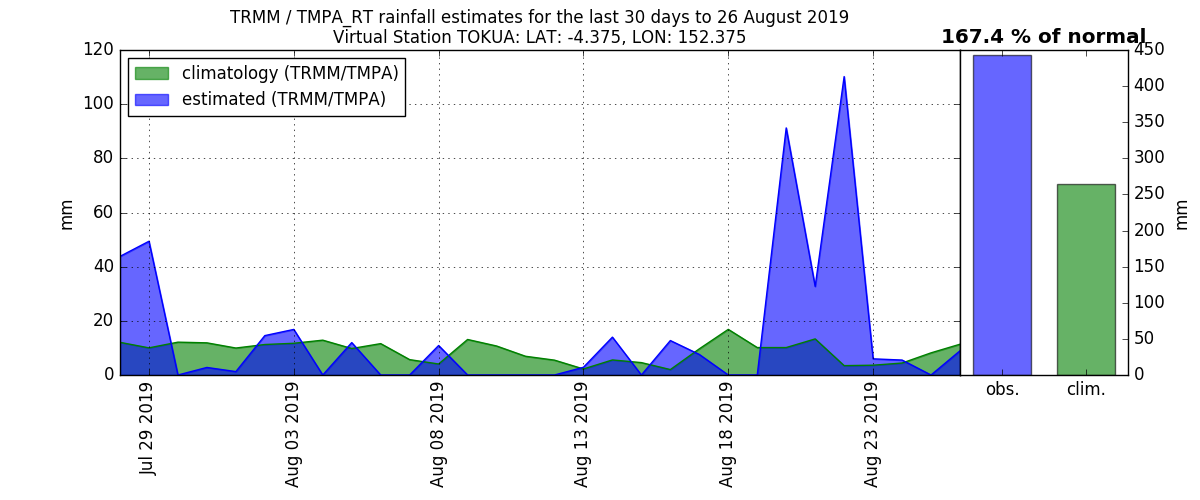 TRMM / TMPA_RT rainfall estimates for the last 30 days to 26 August 2019
Virtual Station TOKUA: LAT: -4.375, LON: 152.375
167.4 % of normal
climatology (TRMM/TMPA)
estimated (TRMM/TMPA)
120
100
80
60
40
20
0
mm
Jul 29 2019
Aug 03 2019
Aug 08 2019
Aug 13 2019
Aug 18 2019
Aug 23 2019
450
400
350
300
250
200
150
100
50
0
mm
obs.
clim.